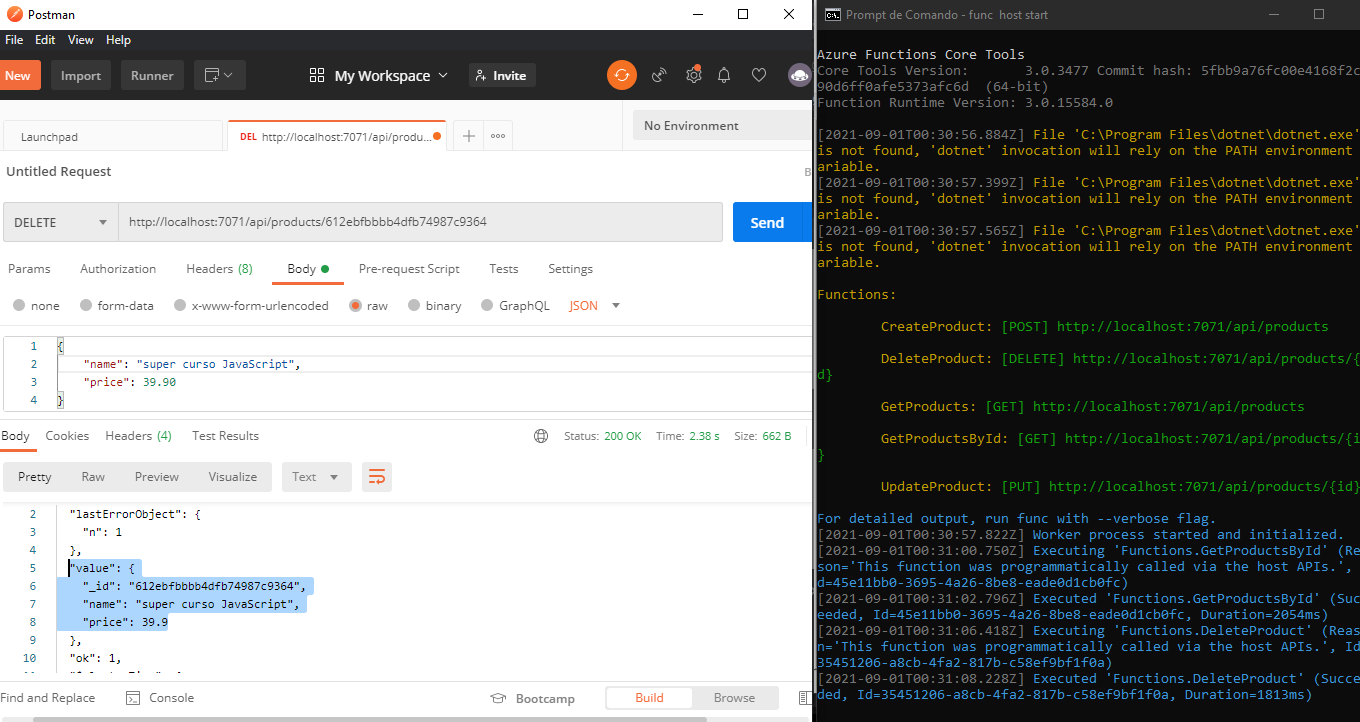 Postman
File Edit View Help
New Import Runner My Workspace Invite
Launchpad
DEL http://localhost:7071/api/produ...
No Environment
Untitled Request
DELETE http://localhost:7071/api/products/612ebfbbbb4dfb74987c9364 Send
Params Authorization Headers (8) Body Pre-request Script Tests Settings
none form-data x-www-form-urlencoded raw binary GraphQL JSON
1 {
2 "name": "super curso JavaScript",
3 "price": 39.90
4 }
Body Cookies Headers (4) Test Results Status: 200 OK Time: 2.38 s Size: 662 B
Pretty Raw Preview Visualize Text
2 "lastErrorObject": {
3 "n": 1
4 },
5 "value": {
6 "_id": "612ebfbbbb4dfb74987c9364",
7 "name": "super curso JavaScript",
8 "price": 39.9
9 },
10 "ok": 1,
Find and Replace Console Bootcamp Build Browse
Prompt de Comando - func host start
Azure Functions Core Tools
Core Tools Version: 3.0.3477 Commit hash: 5fbb9a76fc00e4168f2c
90d6ff0afe5373afc6d (64-bit)
Function Runtime Version: 3.0.15584.0
[2021-09-01T00:30:56.884Z] File 'C:\Program Files\dotnet\dotnet.exe'
is not found, 'dotnet' invocation will rely on the PATH environment
ariable.
[2021-09-01T00:30:57.399Z] File 'C:\Program Files\dotnet\dotnet.exe'
is not found, 'dotnet' invocation will rely on the PATH environment
ariable.
[2021-09-01T00:30:57.565Z] File 'C:\Program Files\dotnet\dotnet.exe'
is not found, 'dotnet' invocation will rely on the PATH environment
ariable.
Functions:
CreateProduct: [POST] http://localhost:7071/api/products
DeleteProduct: [DELETE] http://localhost:7071/api/products/{
d}
GetProducts: [GET] http://localhost:7071/api/products
GetProductsById: [GET] http://localhost:7071/api/products/{i
}
UpdateProduct: [PUT] http://localhost:7071/api/products/{id}
For detailed output, run func with --verbose flag.
[2021-09-01T00:30:57.822Z] Worker process started and initialized.
[2021-09-01T00:31:00.750Z] Executing 'Functions.GetProductsById' (Rea
son='This function was programmatically called via the host APIs.',
d=45e11bb0-3695-4a26-8be8-eade0d1cb0fc)
[2021-09-01T00:31:02.796Z] Executed 'Functions.GetProductsById' (Suc
eeded, Id=45e11bb0-3695-4a26-8be8-eade0d1cb0fc, Duration=2054ms)
[2021-09-01T00:31:06.418Z] Executing 'Functions.DeleteProduct' (Reas
n='This function was programmatically called via the host APIs.', Id
35451206-a8cb-4fa2-817b-c58ef9bf1f0a)
[2021-09-01T00:31:08.228Z] Executed 'Functions.DeleteProduct' (Succe
ded, Id=35451206-a8cb-4fa2-817b-c58ef9bf1f0a, Duration=1813ms)